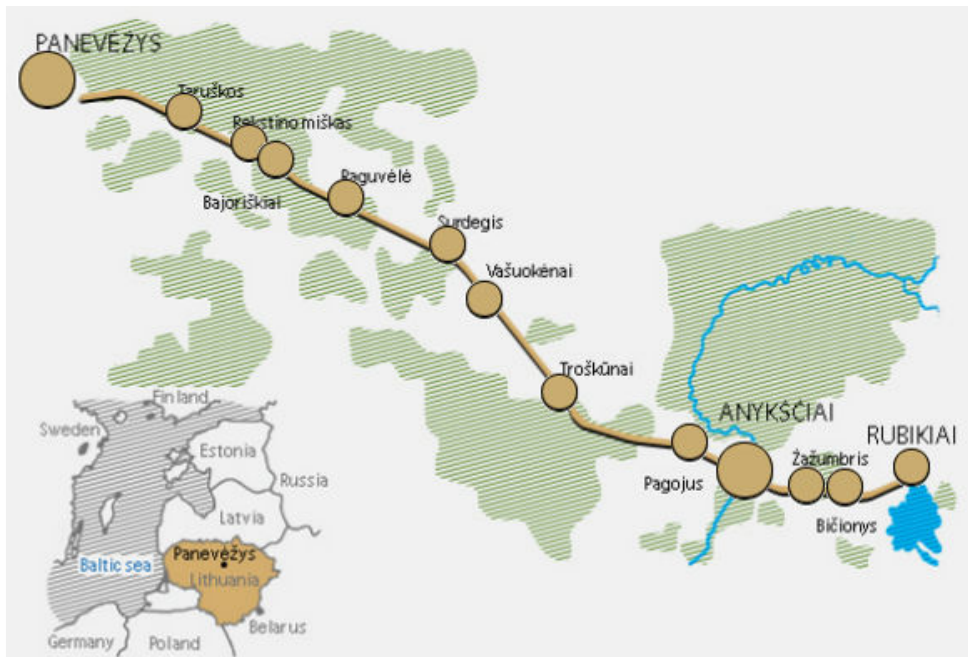 PANEVĖŽYS
Taruškos
Rekstino miškas
Bajoriškiai
Raguvėlė
Surdegis
Vašuokėnai
Troškūnai
ANYKŠČIAI
Pagojus
Žažumbris
Bičionys
RUBIKIAI
Finland
Sweden
Estonia
Russia
Latvia
Panevėžys
Baltic sea
Lithuania
Belarus
Germany
Poland